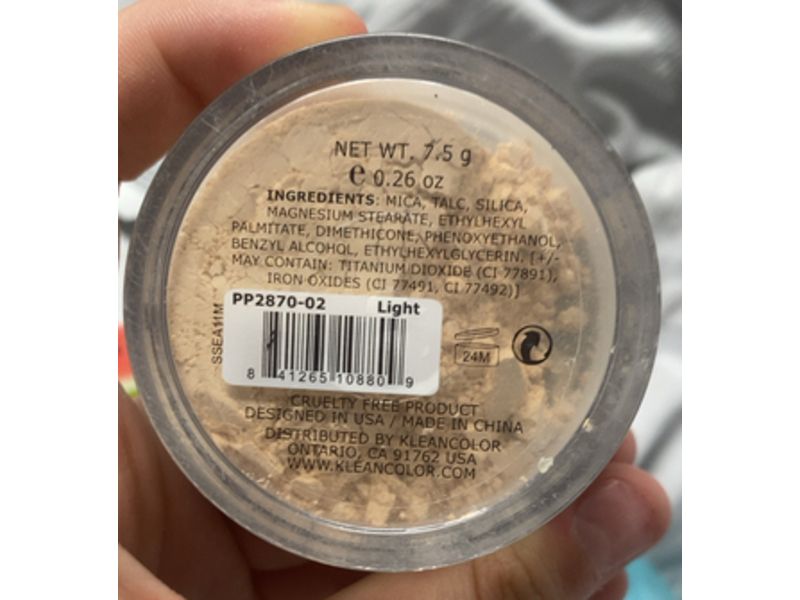 NET WT. 7.5 g
e 0.26 oz
INGREDIENTS: MICA, TALC, SILICA,
MAGNESIUM STEARATE, ETHYLHEXYL
PALMITATE, DIMETHICONE, PHENOXYETHANOL,
BENZYL ALCOHOL, ETHYLHEXYLGLYCERIN. [+/-
MAY CONTAIN: TITANIUM DIOXIDE (CI 77891),
IRON OXIDES (CI 77491, CI 77492)]
PP2870-02 Light
SSEA11M
8 41265 10880 9
24M
CRUELTY FREE PRODUCT
DESIGNED IN USA / MADE IN CHINA
DISTRIBUTED BY KLEANCOLOR
ONTARIO, CA 91762 USA
WWW.KLEANCOLOR.COM